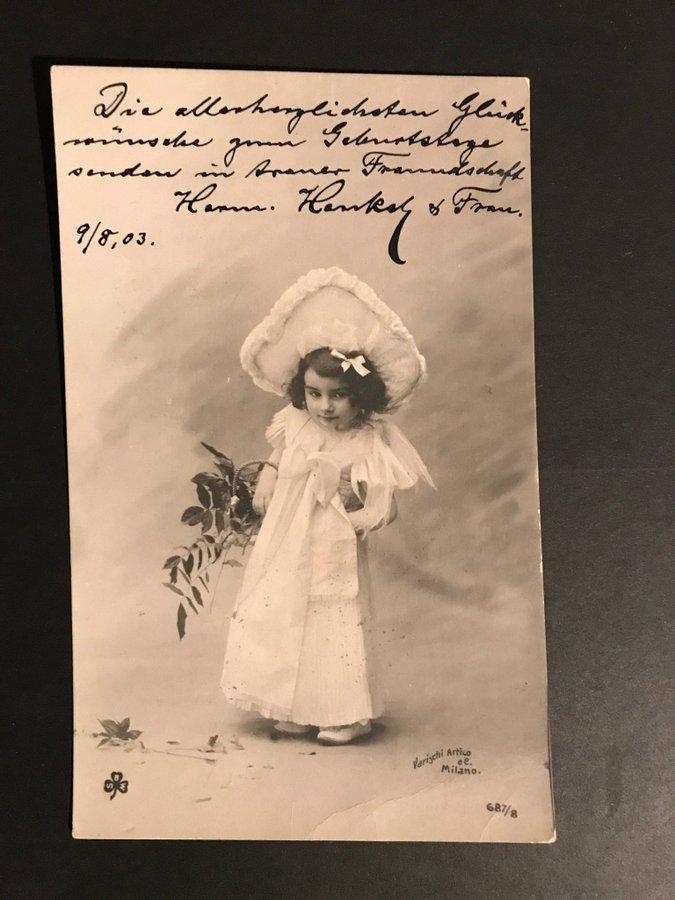 Die allerherzlichsten Glück-
wünsche zum Geburtstage
senden in treuer Freundschaft
Herm. & Frau.
9/8,03.
Varischi Artico
e C.
Milano.
687/8